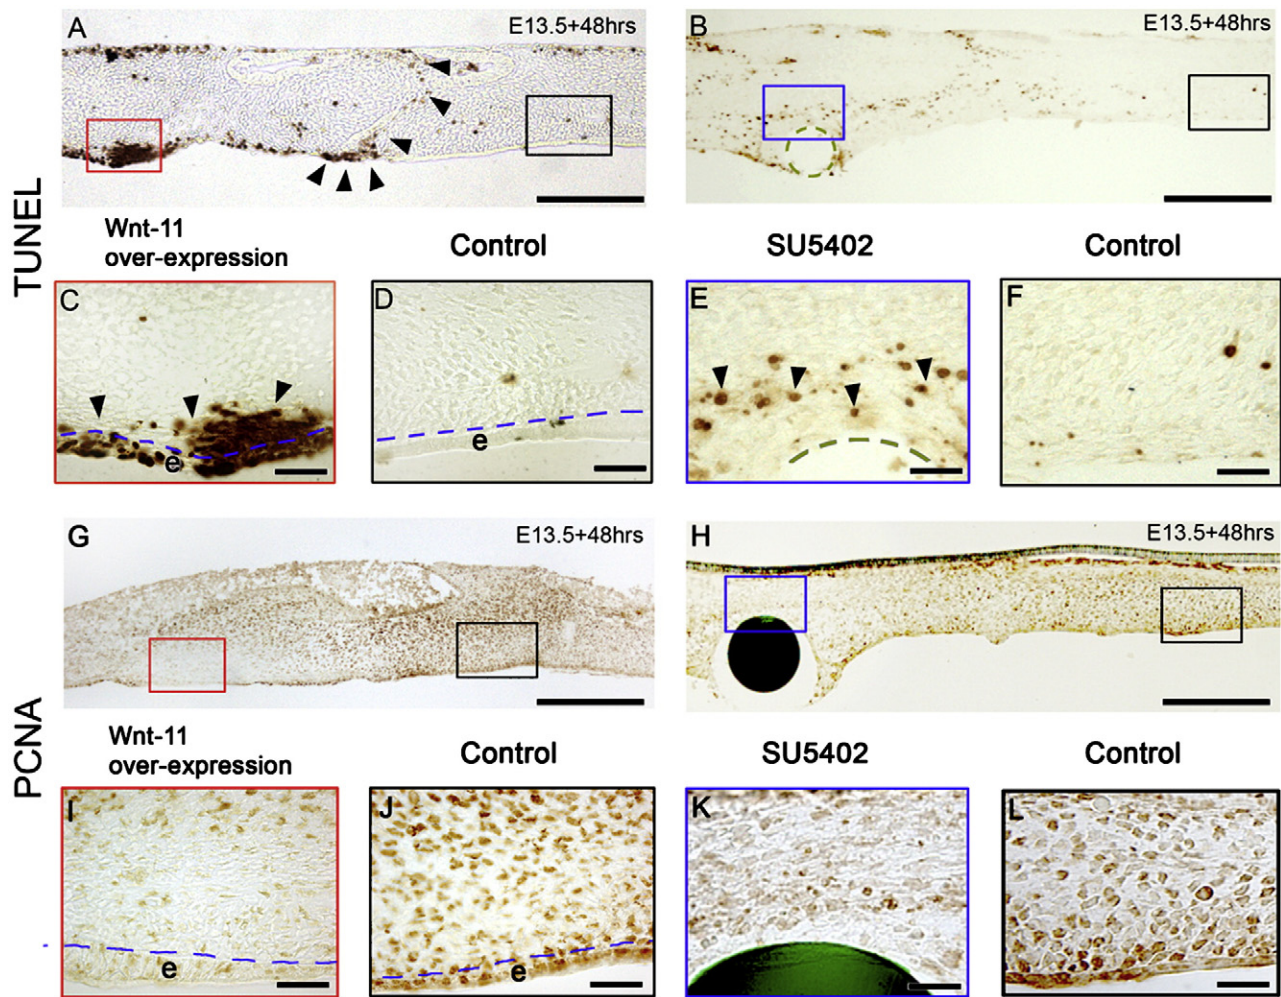 A
E13.5+48hrs
B
E13.5+48hrs
TUNEL
Wnt-11
over-expression
Control
SU5402
Control
C
e
D
e
E
F
G
E13.5+48hrs
H
E13.5+48hrs
PCNA
Wnt-11
over-expression
Control
SU5402
Control
I
e
J
e
K
L